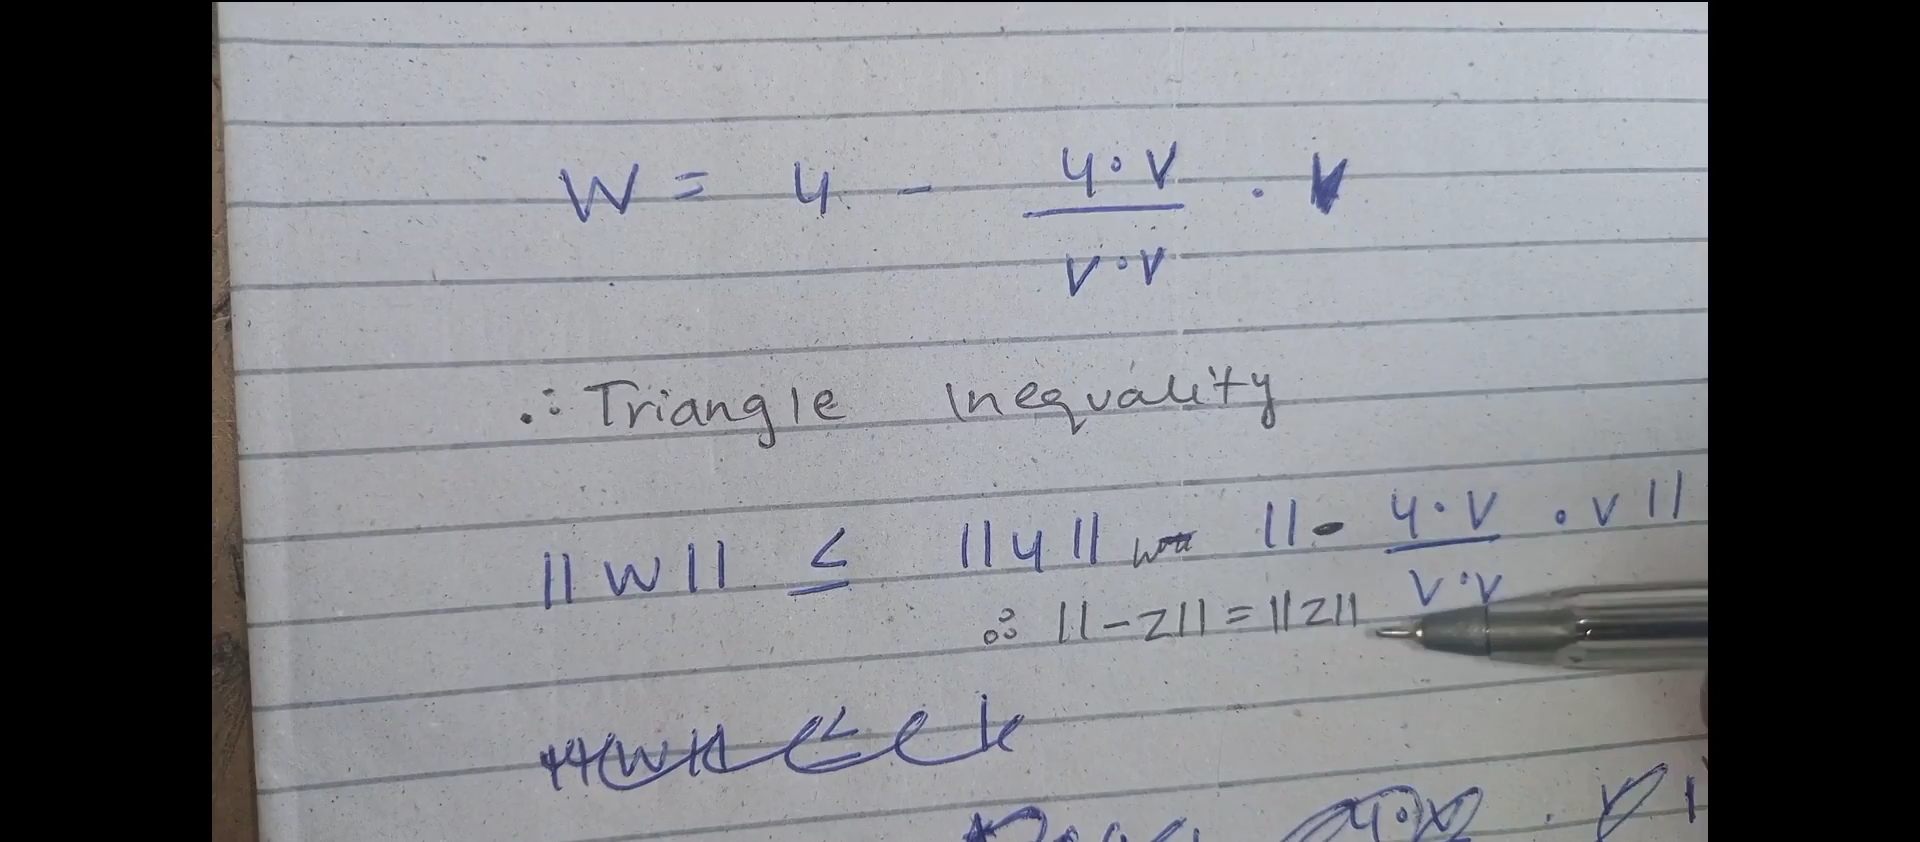 W = u - u·v / v·v · v
∴ Triangle Inequality
||w|| ≤ ||u|| ||- u·v / v·v · v||
∴ ||-z|| = ||z||